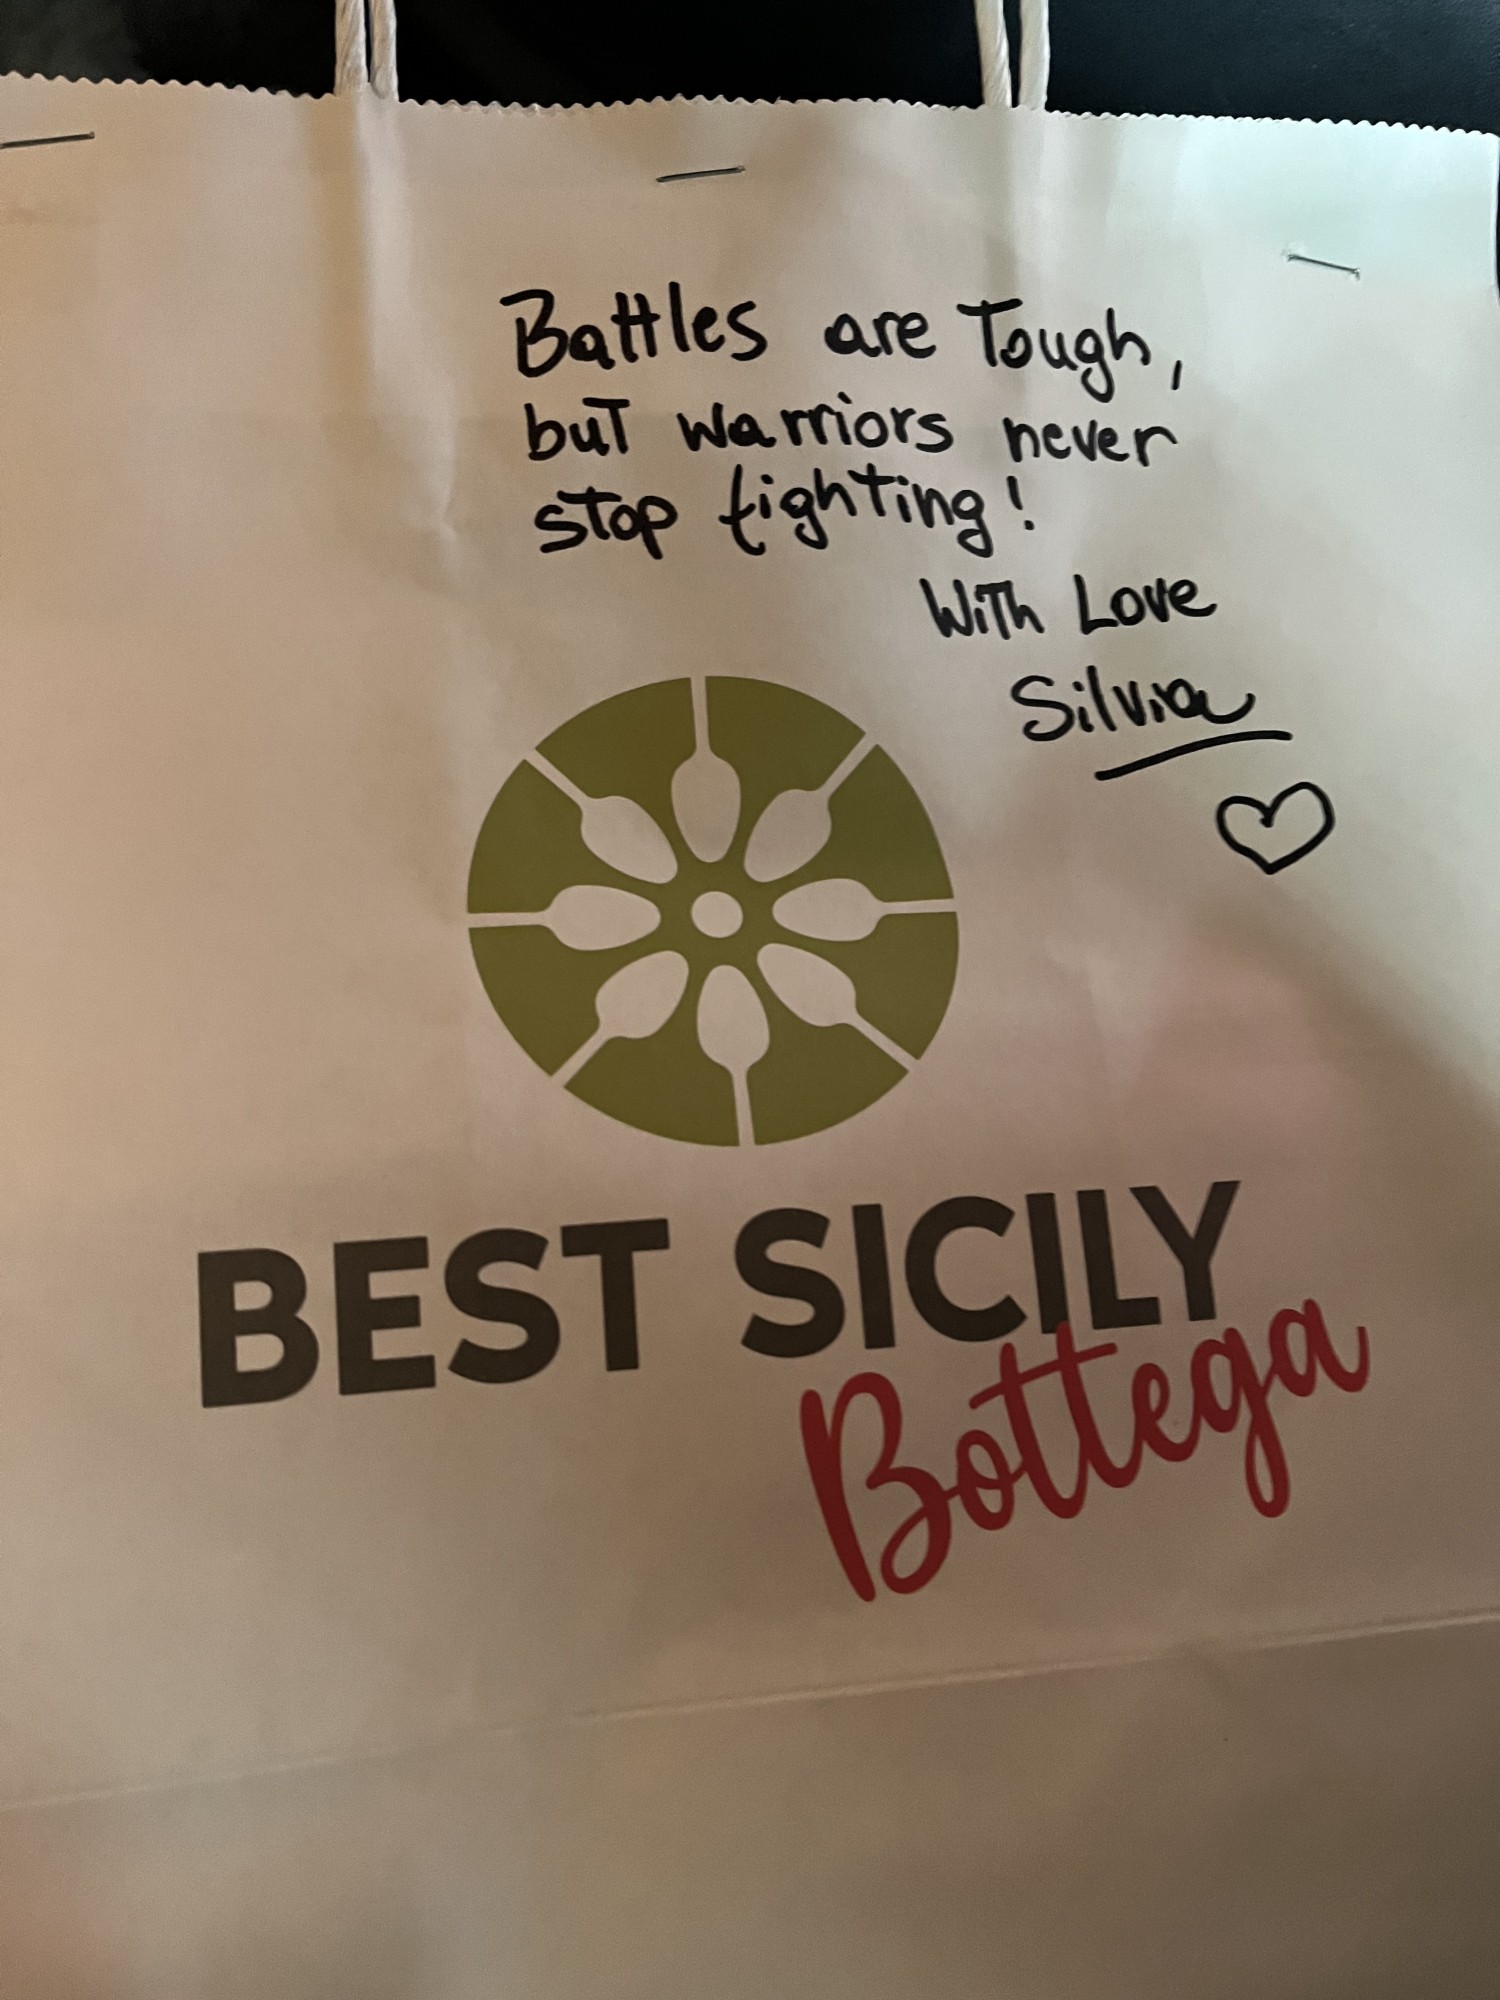 Battles are Tough,
but warriors never
stop fighting!
With Love
Silvia
BEST SICILY
Bottega